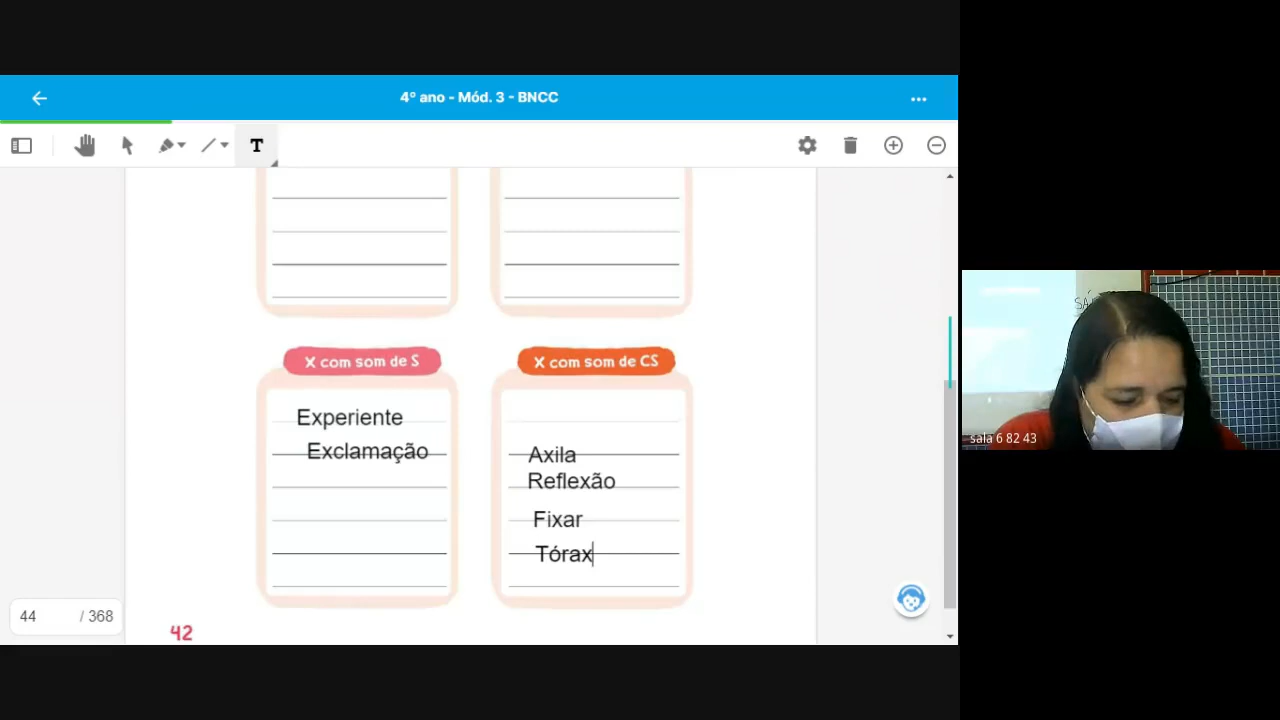 4º ano - Mód. 3 - BNCC
T
X com som de S
X com som de CS
Experiente
Exclamação
Axila
Reflexão
Fixar
Tórax
44 / 368
42
SÁ
sala 6 82 43